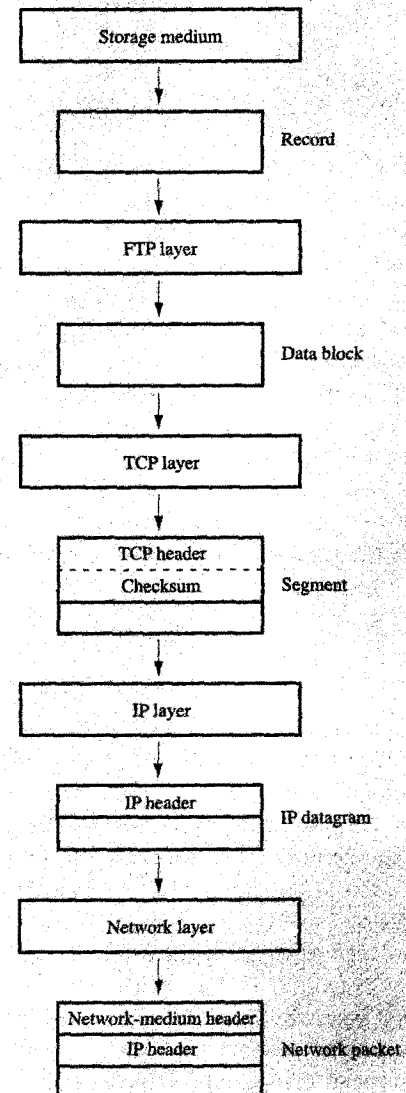 Storage medium
Record
FTP layer
Data block
TCP layer
TCP header
Checksum
Segment
IP layer
IP header
IP datagram
Network layer
Network-medium header
IP header
Network packet